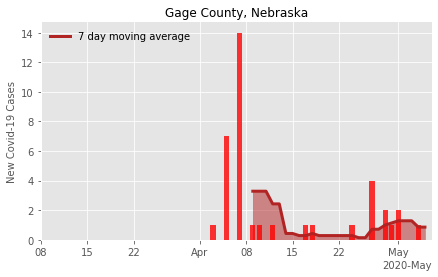 Gage County, Nebraska
7 day moving average
New Covid-19 Cases
14
12
10
8
6
4
2
0
08
15
22
Apr
08
15
22
May
2020-May